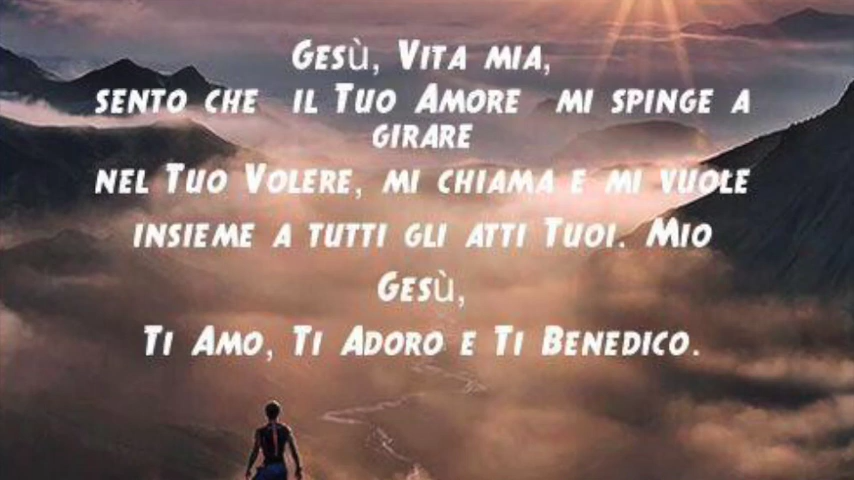 Gesù, Vita mia,
sento che il Tuo Amore mi spinge a
girare
nel Tuo Volere, mi chiama e mi vuole
insieme a tutti gli atti Tuoi. Mio
Gesù,
Ti Amo, Ti Adoro e Ti Benedico.